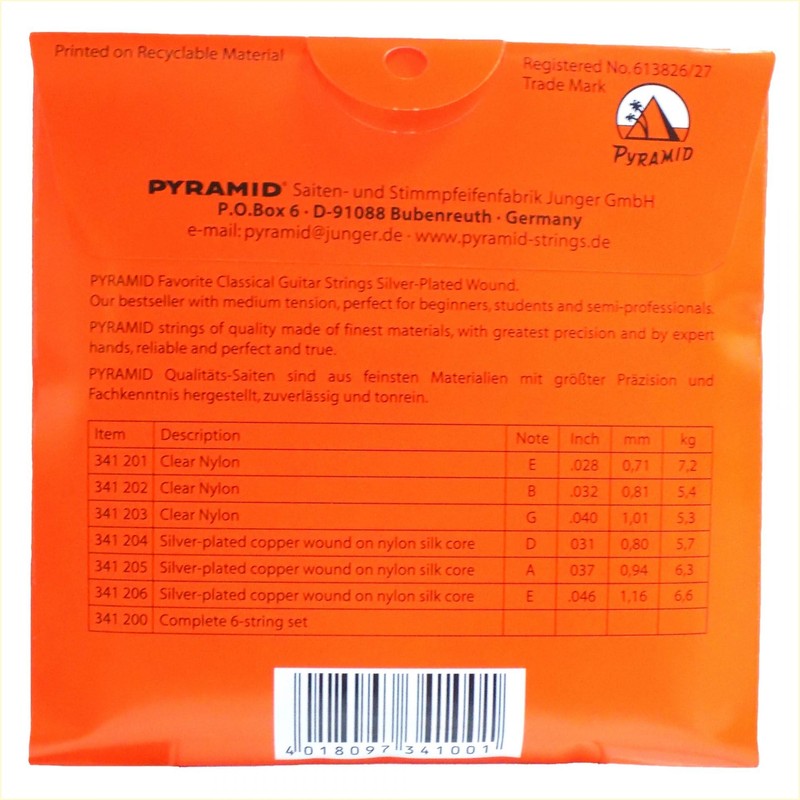 Printed on Recyclable Material
Registered No. 613826/27
Trade Mark
PYRAMID
PYRAMID® Saiten- und Stimmpfeifenfabrik Junger GmbH
P.O.Box 6 · D-91088 Bubenreuth · Germany
e-mail: pyramid@junger.de · www.pyramid-strings.de
PYRAMID Favorite Classical Guitar Strings Silver-Plated Wound.
Our bestseller with medium tension, perfect for beginners, students and semi-professionals.
PYRAMID strings of quality made of finest materials, with greatest precision and by expert
hands, reliable and perfect and true.
PYRAMID Qualitäts-Saiten sind aus feinsten Materialien mit größter Präzision und
Fachkenntnis hergestellt, zuverlässig und tonrein.
Item Description Note Inch mm kg
341 201 Clear Nylon E .028 0,71 7,2
341 202 Clear Nylon B .032 0,81 5,4
341 203 Clear Nylon G .040 1,01 5,3
341 204 Silver-plated copper wound on nylon silk core D 031 0,80 5,7
341 205 Silver-plated copper wound on nylon silk core A 037 0,94 6,3
341 206 Silver-plated copper wound on nylon silk core E .046 1,16 6,6
341 200 Complete 6-string set
4 018097 341001